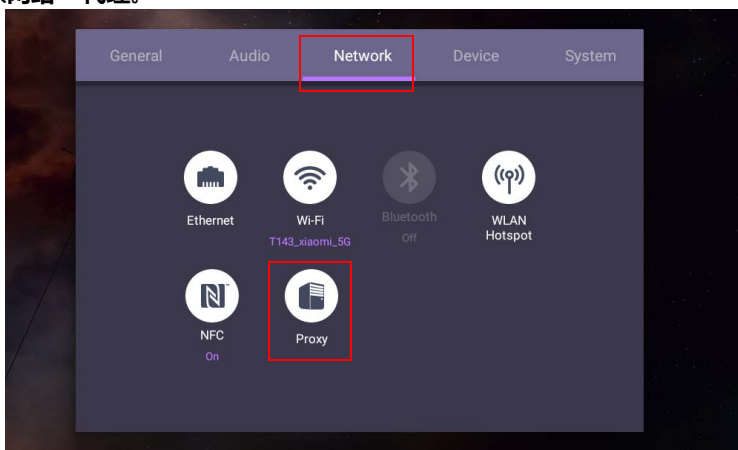 General Audio Network Device System
Ethernet Wi-Fi Bluetooth WLAN
Hotspot
T143_xiaomi_5G Off
NFC Proxy
On